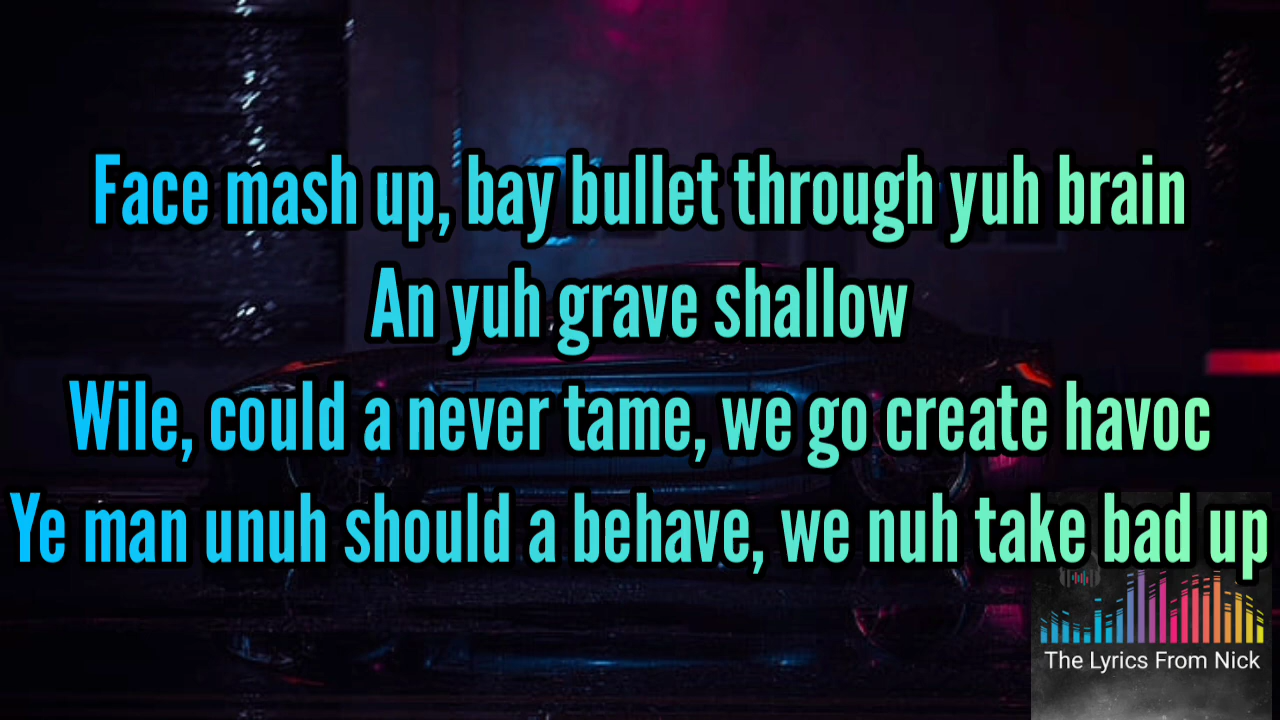 Face mash up, bay bullet through yuh brain
An yuh grave shallow
Wile, could a never tame, we go create havoc
Ye man unuh should a behave, we nuh take bad up
The Lyrics From Nick